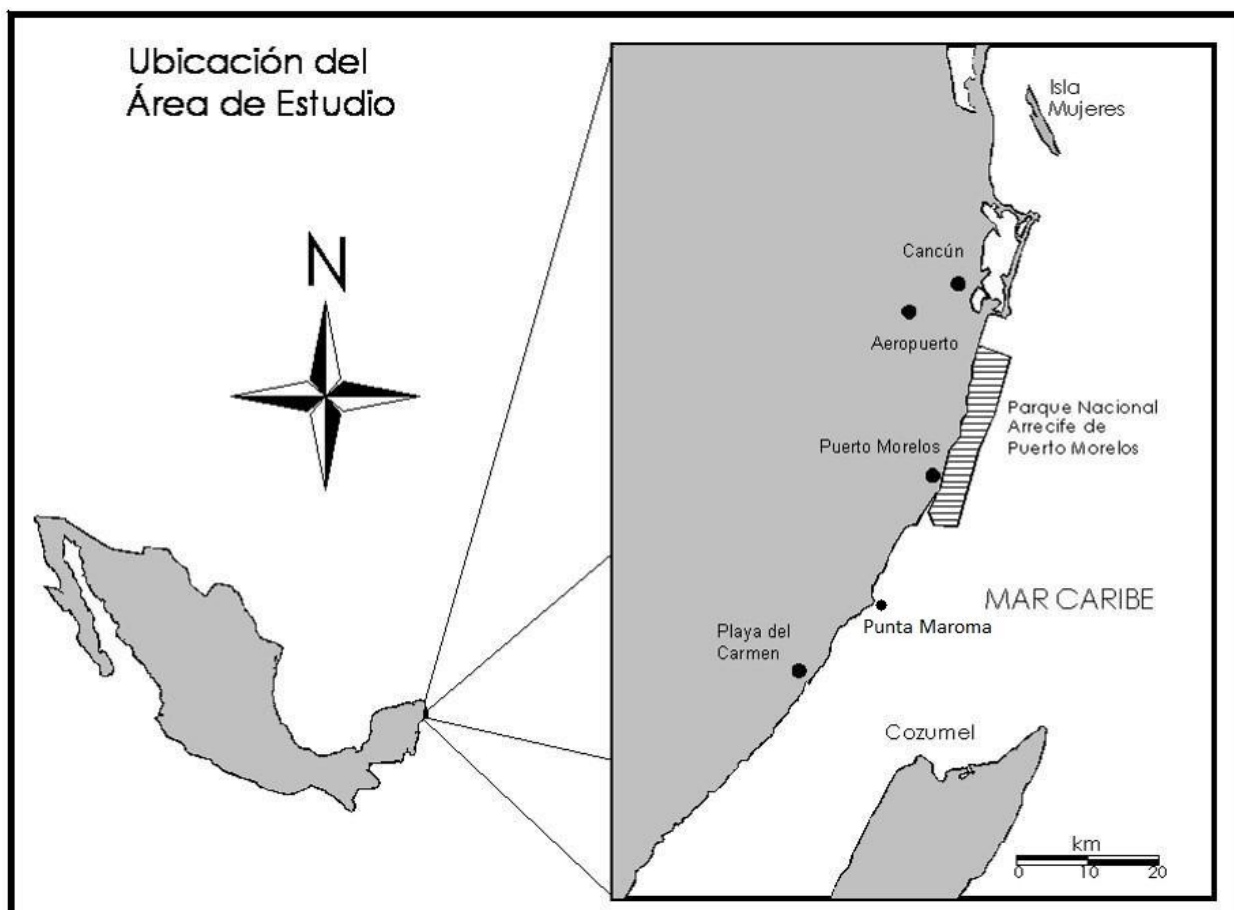 Ubicación del
Área de Estudio
N
Isla
Mujeres
Cancún
Aeropuerto
Parque Nacional
Arrecife de
Puerto Morelos
Puerto Morelos
MAR CARIBE
Punta Maroma
Playa del
Carmen
Cozumel
km
0 10 20